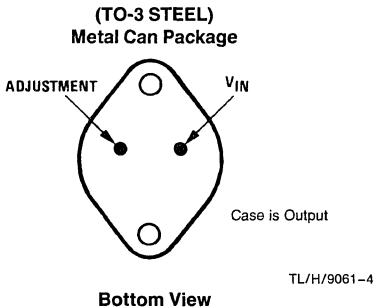 (TO-3 STEEL)
Metal Can Package
ADJUSTMENT
VIN
Case is Output
TL/H/9061–4
Bottom View